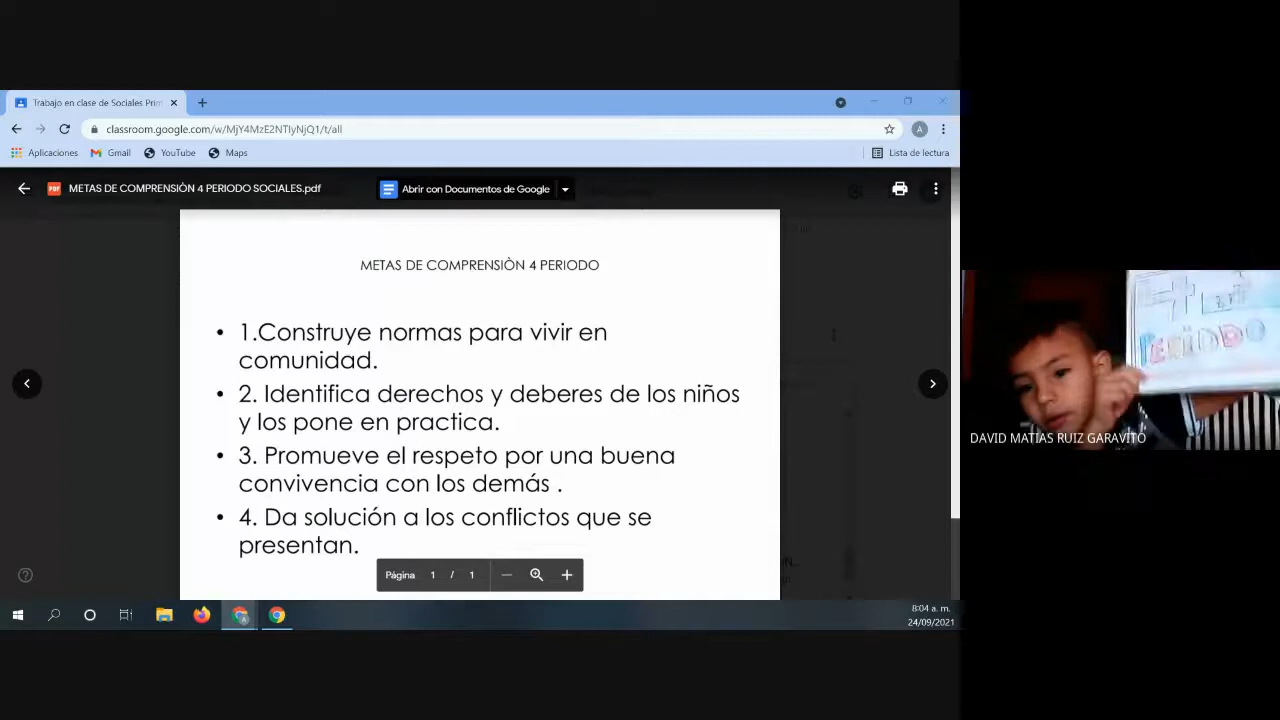 Trabajo en clase de Sociales Prim
classroom.google.com/w/MjY4MzE2NTIyNjQ1/t/all
Aplicaciones
Gmail
YouTube
Maps
Lista de lectura
METAS DE COMPRENSIÒN 4 PERIODO SOCIALES.pdf
Abrir con Documentos de Google
METAS DE COMPRENSIÒN 4 PERIODO
• 1.Construye normas para vivir en
comunidad.
• 2. Identifica derechos y deberes de los niños
y los pone en practica.
• 3. Promueve el respeto por una buena
convivencia con los demás .
• 4. Da solución a los conflictos que se
presentan.
Página 1 / 1
8:04 a. m.
24/09/2021
PERÍODO
DAVID MATIAS RUIZ GARAVITO